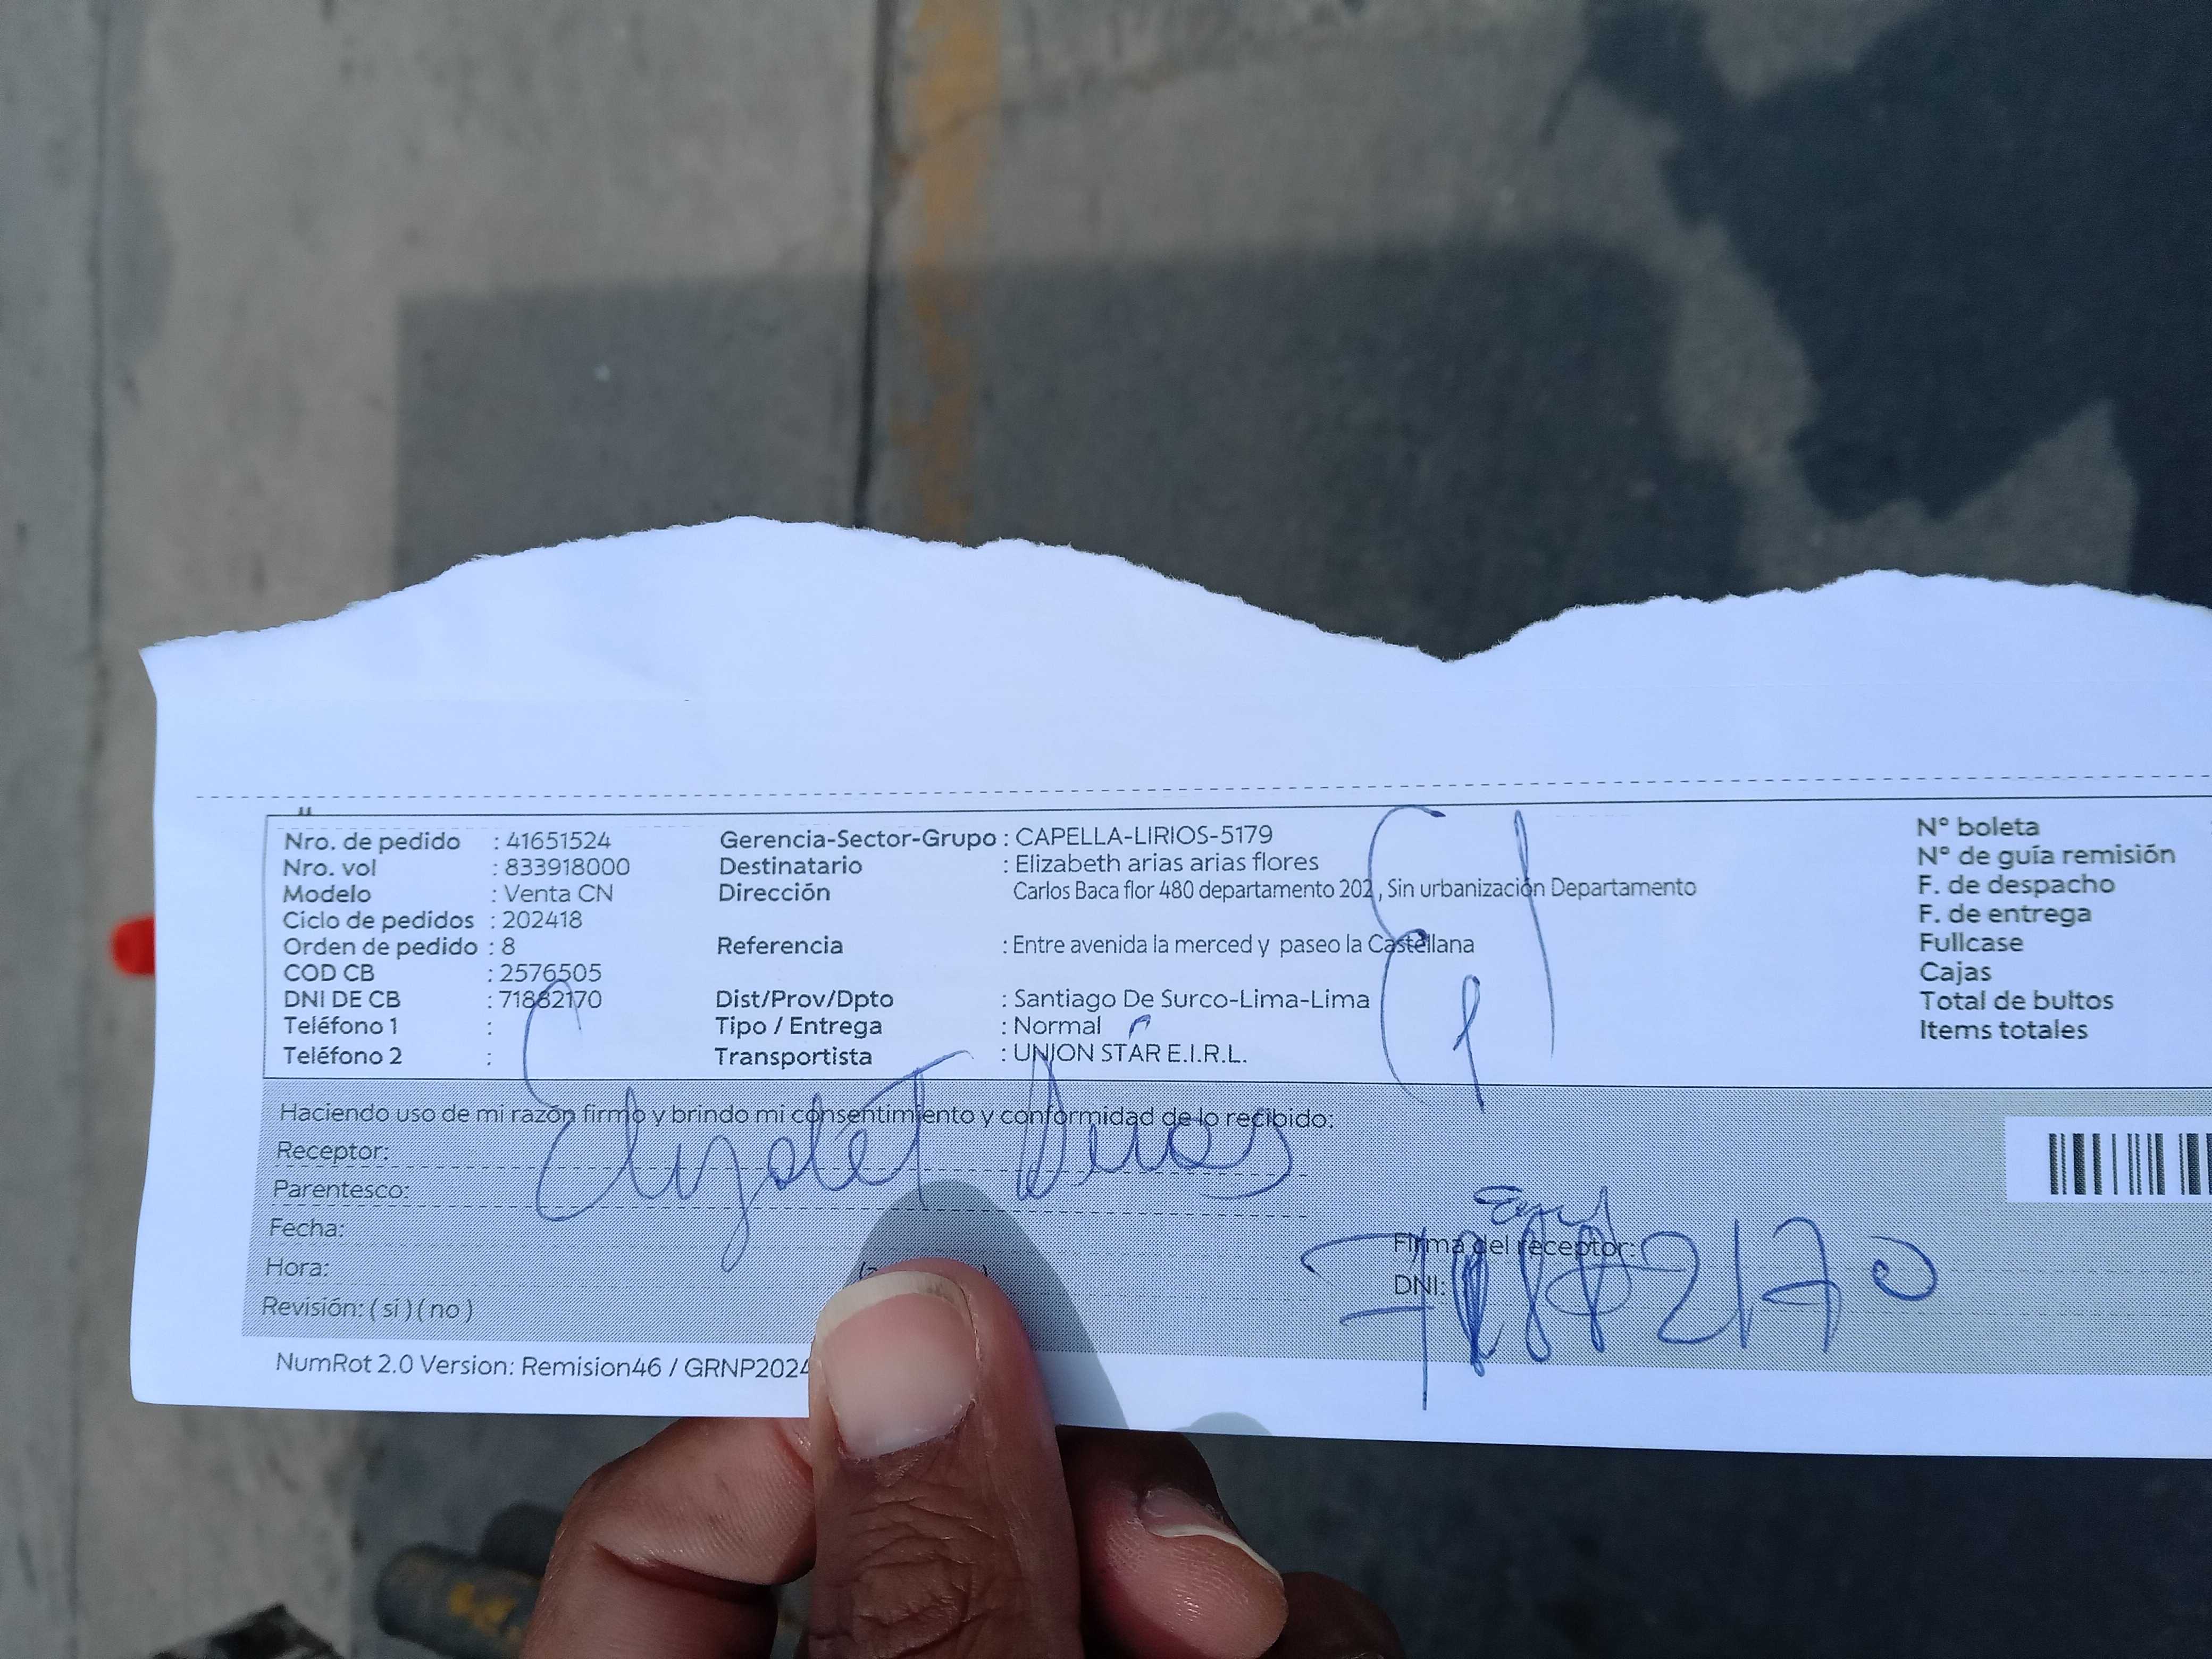 Nro. de pedido : 41651524
Nro. vol : 833918000
Modelo : Venta CN
Ciclo de pedidos : 202418
Orden de pedido : 8
COD CB : 2576505
DNI DE CB : 71882170
Teléfono 1 :
Teléfono 2 :
Gerencia-Sector-Grupo : CAPELLA-LIRIOS-5179
Destinatario : Elizabeth arias arias flores
Dirección Carlos Baca flor 480 departamento 202 , Sin urbanización Departamento
Referencia : Entre avenida la merced y paseo la Castellana
Dist/Prov/Dpto : Santiago De Surco-Lima-Lima
Tipo / Entrega : Normal
Transportista : UNION STAR E.I.R.L.
N° boleta
N° de guía remisión
F. de despacho
F. de entrega
Fullcase
Cajas
Total de bultos
Items totales
Haciendo uso de mi razón firmo y brindo mi consentimiento y conformidad de lo recibido:
Receptor:
Parentesco:
Fecha:
Hora:
Revisión: ( si ) ( no )
Firma del receptor:
DNI: 71882170
NumRot 2.0 Version: Remision46 / GRNP2024